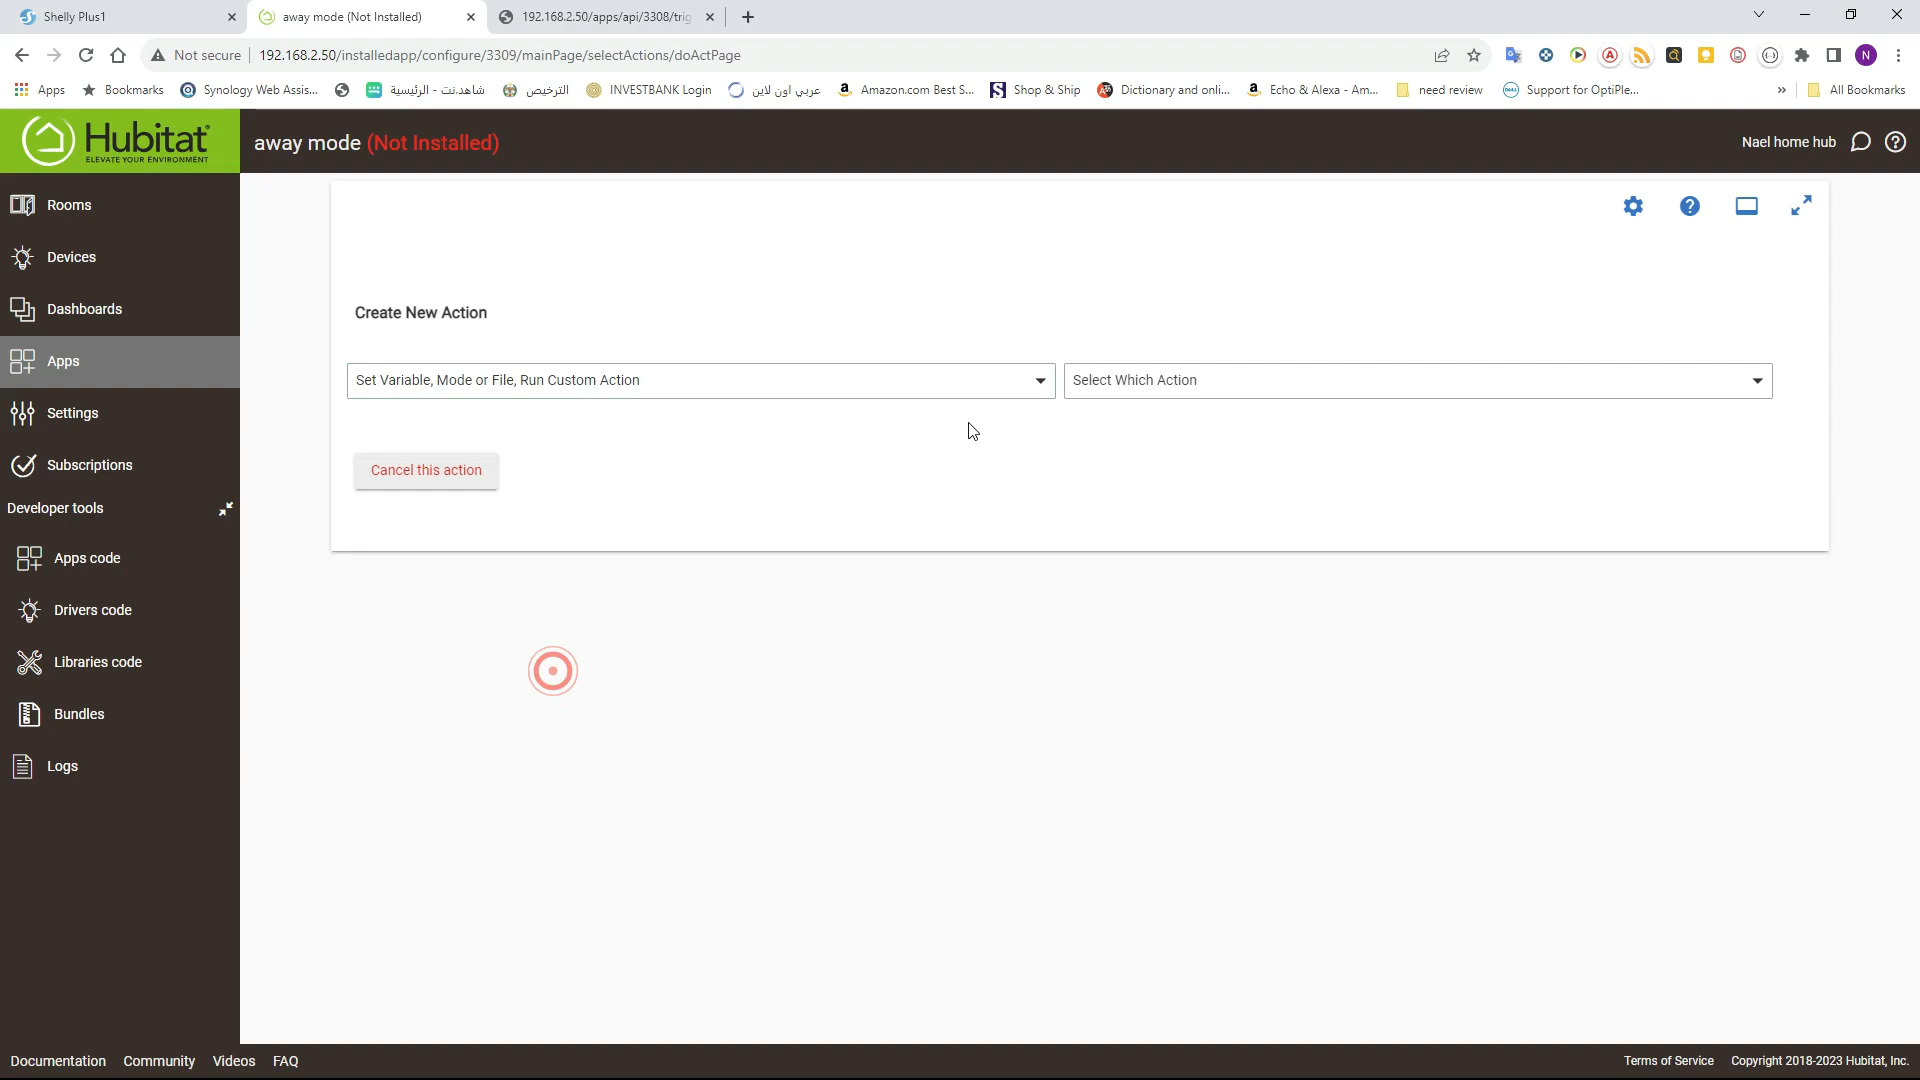 Shelly Plus1
away mode (Not Installed)
192.168.2.50/apps/api/3308/trig
Not secure
192.168.2.50/installedapp/configure/3309/mainPage/selectActions/doActPage
N
Apps
Bookmarks
Synology Web Assis...
شاهد.نت - الرئيسية
الترخيص
INVESTBANK Login
عربي اون لاين
Amazon.com Best S...
Shop & Ship
Dictionary and onli...
Echo & Alexa - Am...
need review
Support for OptiPle...
»
All Bookmarks
Hubitat
ELEVATE YOUR ENVIRONMENT
away mode (Not Installed)
Nael home hub
Rooms
Devices
Dashboards
Apps
Settings
Subscriptions
Developer tools
Apps code
Drivers code
Libraries code
Bundles
Logs
Create New Action
Set Variable, Mode or File, Run Custom Action
Select Which Action
Cancel this action
Documentation Community Videos FAQ
Terms of Service Copyright 2018-2023 Hubitat, Inc.